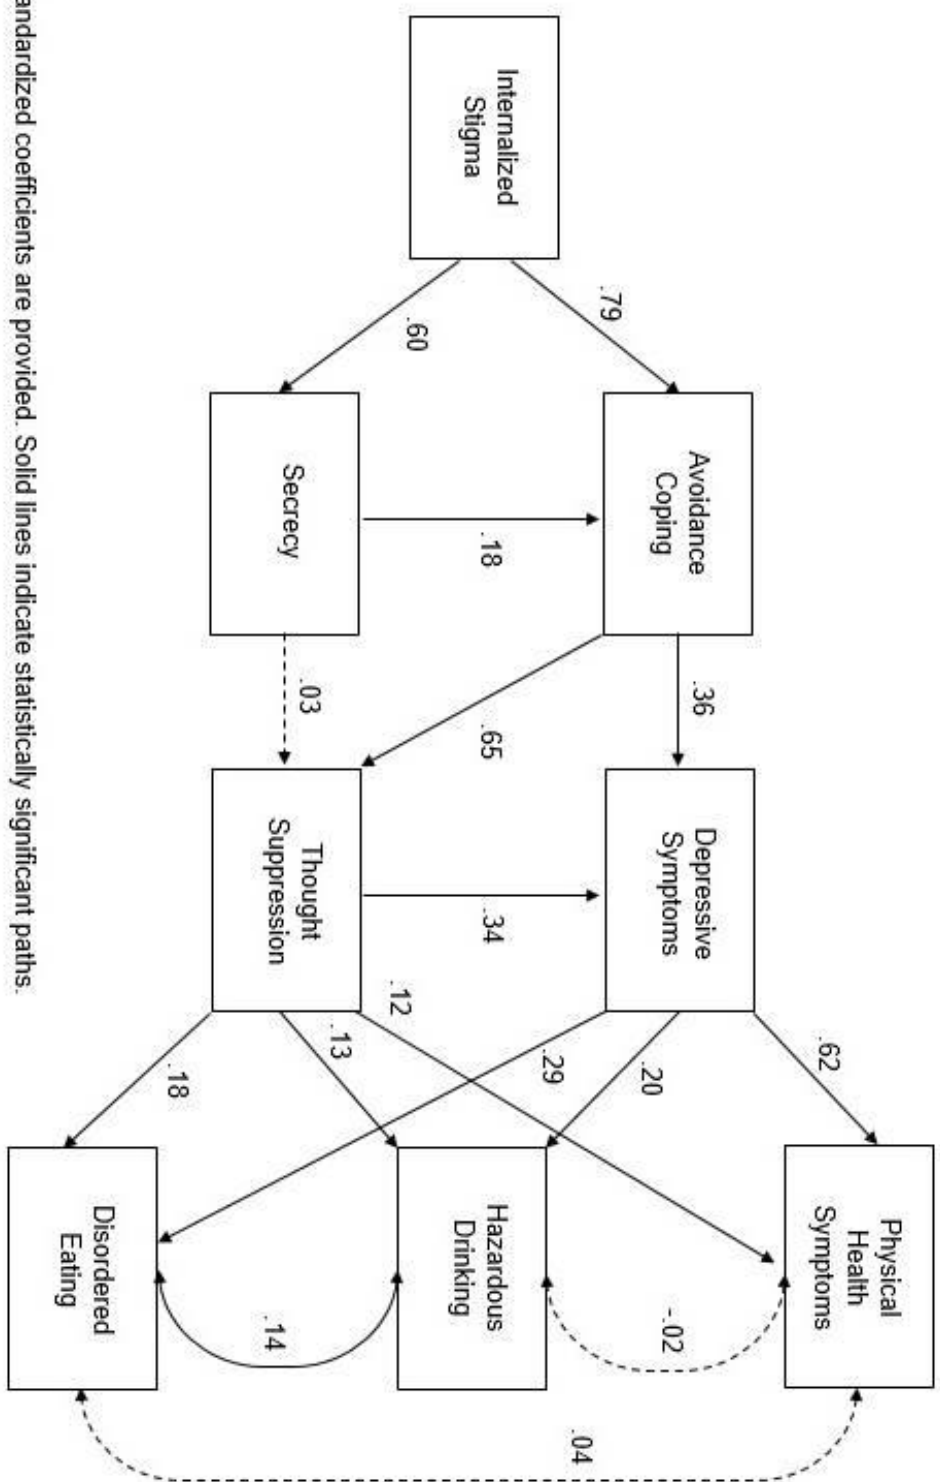 Internalized
Stigma
.79
.60
Avoidance
Coping
Secrecy
.18
.36
.65
.03
Depressive
Symptoms
Thought
Suppression
.34
.62
.20
.29
.12
.13
.18
Physical
Health
Symptoms
Hazardous
Drinking
Disordered
Eating
-.02
.14
.04
coefficients are provided. Solid lines indicate statistically significant paths.